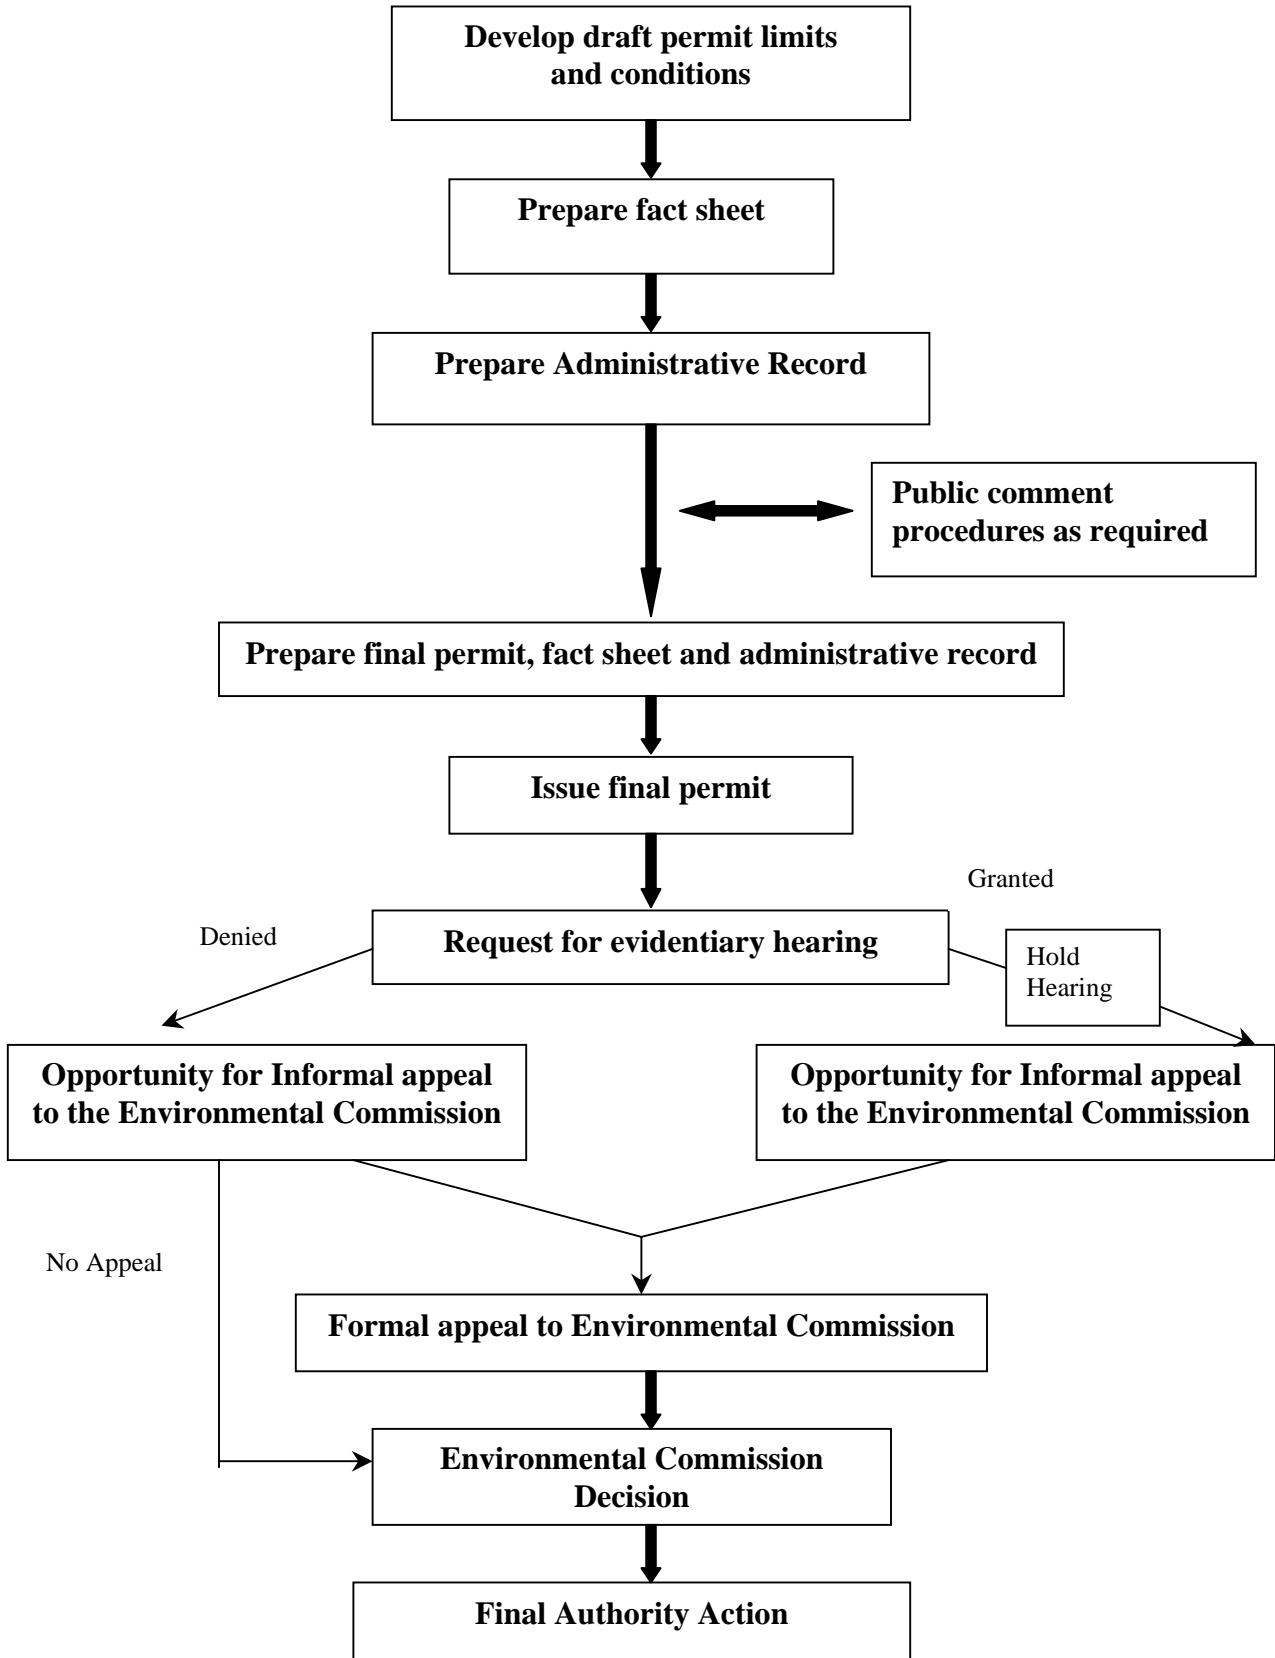 Develop draft permit limits
and conditions
Prepare fact sheet
Prepare Administrative Record
Public comment
procedures as required
Prepare final permit, fact sheet and administrative record
Issue final permit
Granted
Denied
Request for evidentiary hearing
Hold
Hearing
Opportunity for Informal appeal
to the Environmental Commission
Opportunity for Informal appeal
to the Environmental Commission
No Appeal
Formal appeal to Environmental Commission
Environmental Commission
Decision
Final Authority Action